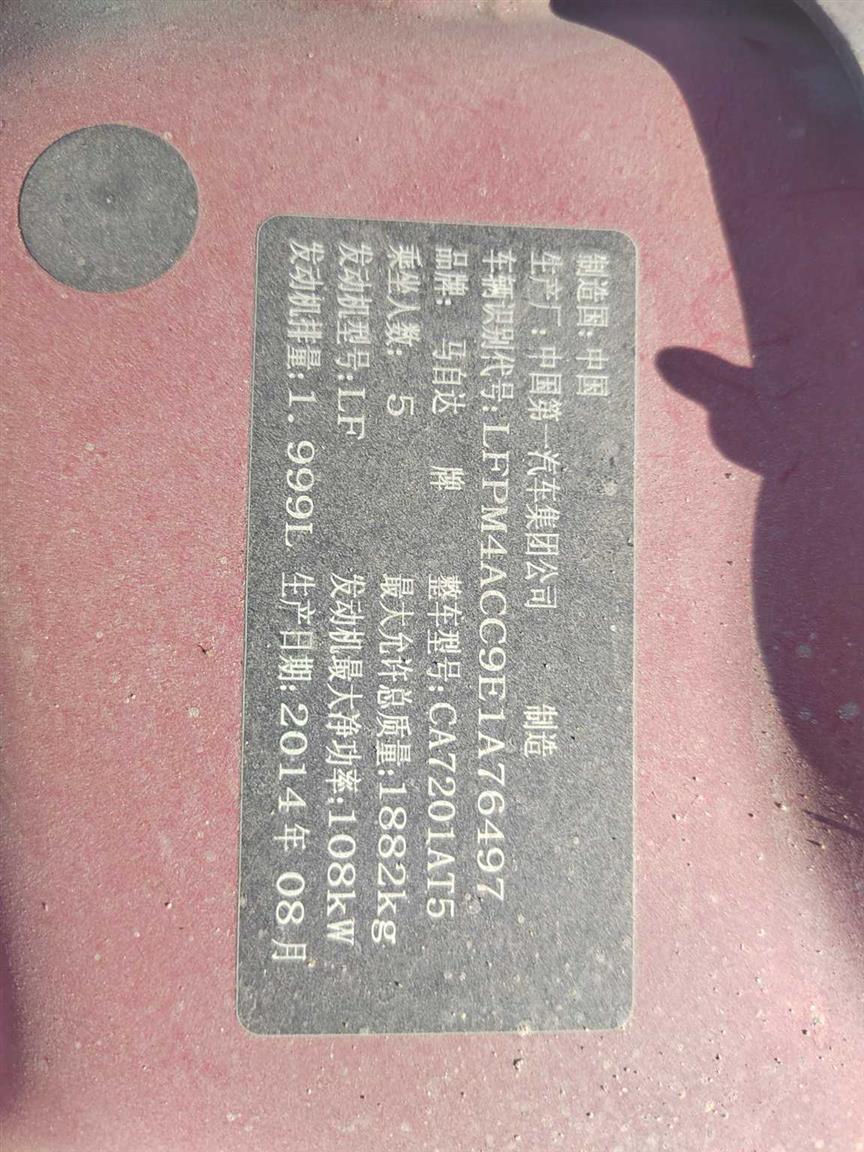 制造国:中国
生产厂:中国第一汽车集团公司 制造
车辆识别代号:LFPM4ACC9E1A76497
品牌: 马自达 牌 整车型号:CA7201AT5
乘坐人数: 5 最大允许总质量:1882kg
发动机型号:LF 发动机最大净功率:108kW
发动机排量:1.999L 生产日期:2014年08月